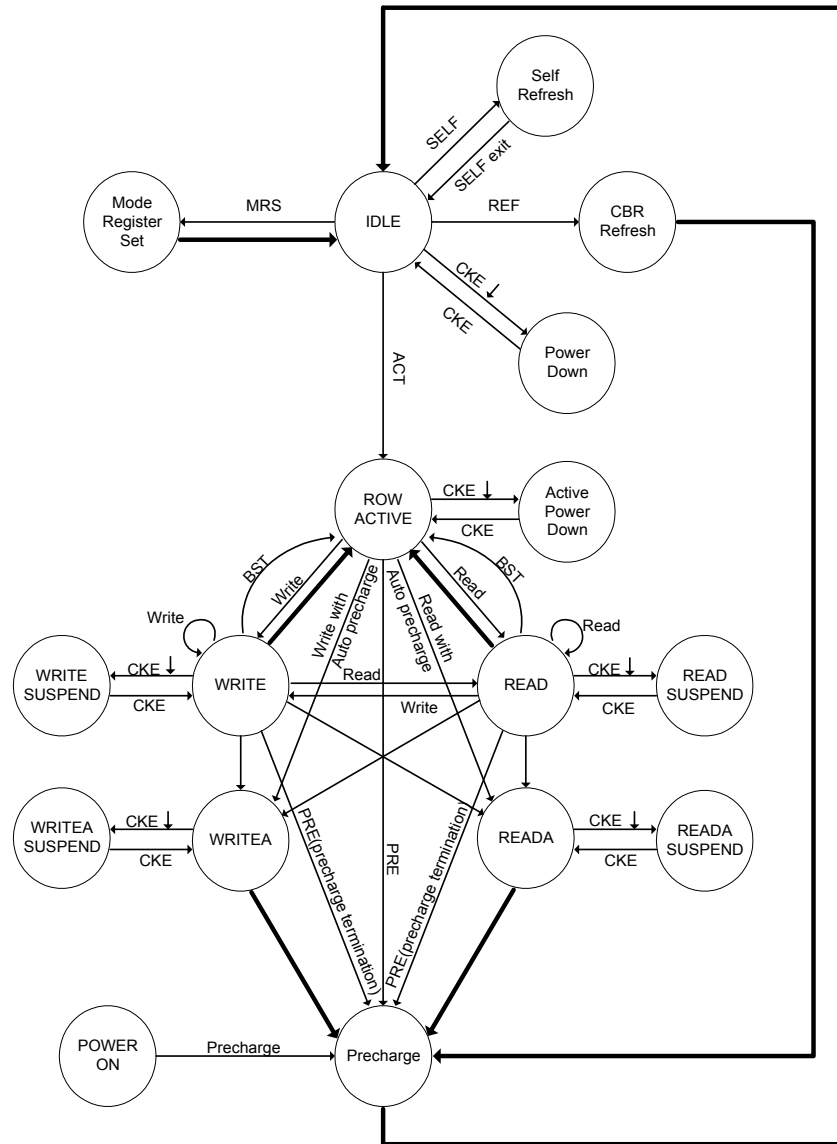 Self
Refresh
SELF
SELF exit
Mode
Register
Set
MRS
IDLE
REF
CBR
Refresh
CKE
CKE
Power
Down
ACT
ROW
ACTIVE
CKE
CKE
Active
Power
Down
BST
Write
Write with
Auto precharge
Auto precharge
Read with
Read
BST
Write
Read
WRITE
SUSPEND
CKE
CKE
WRITE
Read
Write
READ
CKE
CKE
READ
SUSPEND
WRITEA
SUSPEND
CKE
CKE
WRITEA
PRE(precharge termination)
PRE
PRE(precharge termination)
READA
CKE
CKE
READA
SUSPEND
POWER
ON
Precharge
Precharge